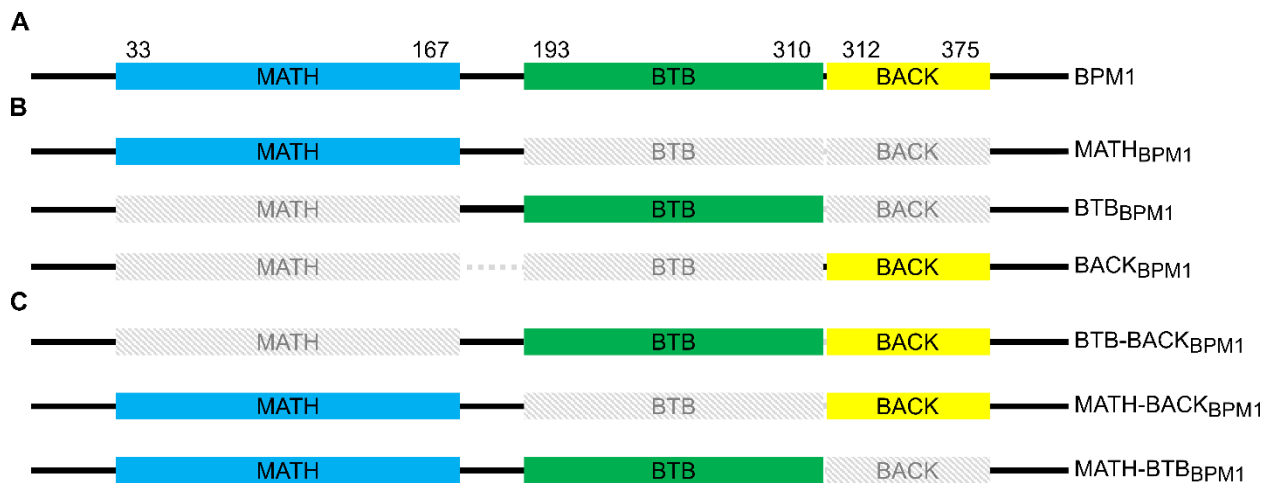 A
33 167 193 310 312 375
MATH BTB BACK BPM1
B
MATH BTB BACK MATHBPM1
MATH BTB BACK BTBBPM1
MATH BTB BACK BACKBPM1
C
MATH BTB BACK BTB-BACKBPM1
MATH BTB BACK MATH-BACKBPM1
MATH BTB BACK MATH-BTBBPM1